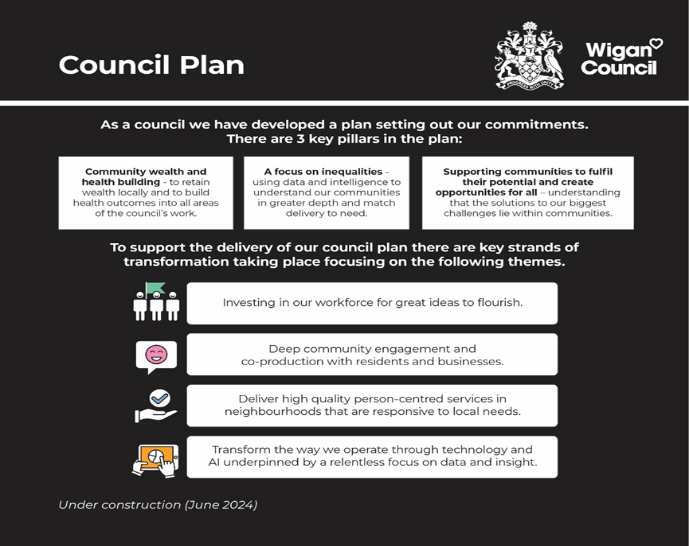 Council Plan
Wigan
Council
As a council we have developed a plan setting out our commitments.
There are 3 key pillars in the plan:
Community wealth and
health building - to retain
wealth locally and to build
health outcomes into all areas
of the council's work.
A focus on inequalities -
using data and intelligence to
understand our communities
in greater depth and match
delivery to need.
Supporting communities to fulfil
their potential and create
opportunities for all – understanding
that the solutions to our biggest
challenges lie within communities.
To support the delivery of our council plan there are key strands of
transformation taking place focusing on the following themes.
Investing in our workforce for great ideas to flourish.
Deep community engagement and
co-production with residents and businesses.
Deliver high quality person-centred services in
neighbourhoods that are responsive to local needs.
Transform the way we operate through technology and
AI underpinned by a relentless focus on data and insight.
Under construction (June 2024)